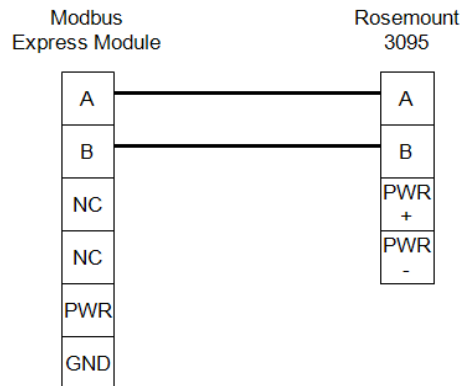 Modbus
Express Module
Rosemount
3095
A
B
NC
NC
PWR
GND
A
B
PWR
+
PWR
-